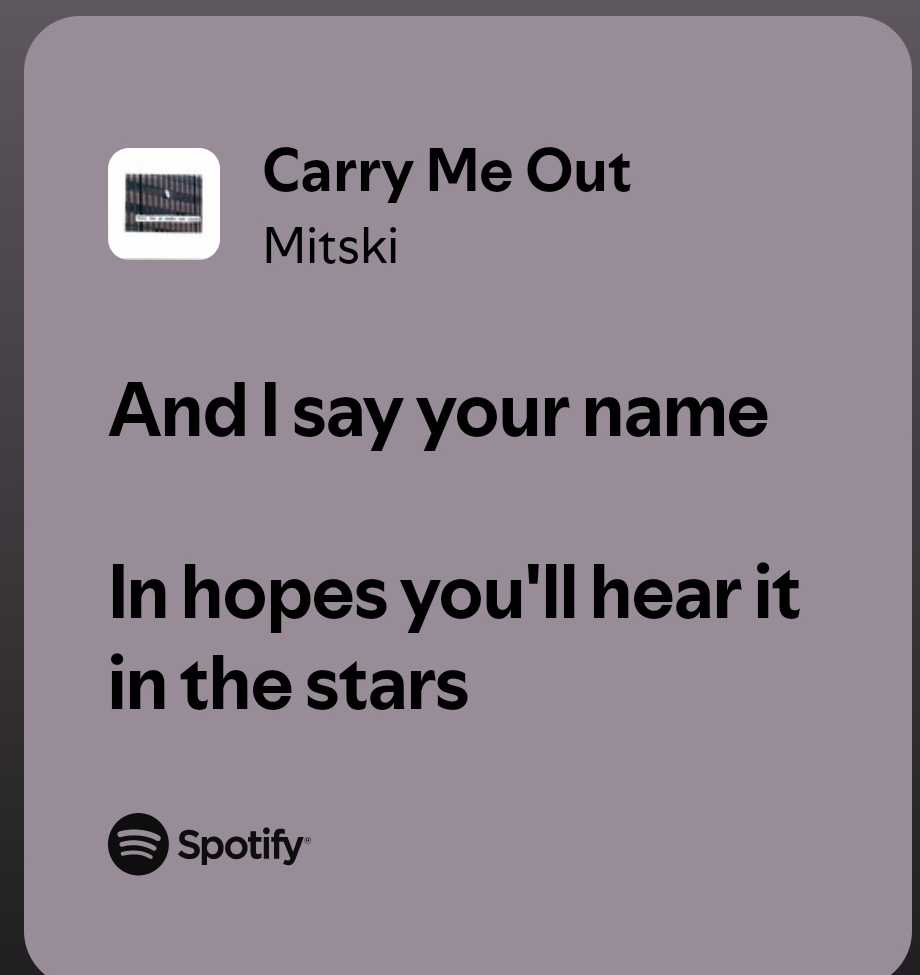 Carry Me Out
Mitski
And I say your name
In hopes you'll hear it
in the stars
Spotify®